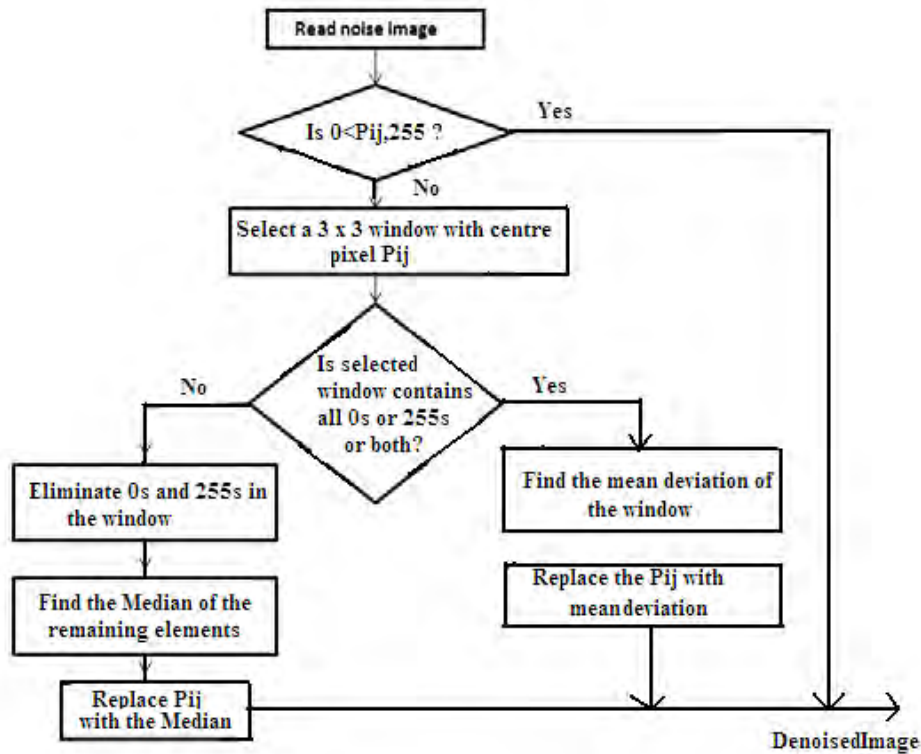 Read noise image
Is 0<Pij,255 ?
Yes
No
Select a 3 x 3 window with centre
pixel Pij
Is selected
window contains
all 0s or 255s
or both?
No
Yes
Eliminate 0s and 255s in
the window
Find the mean deviation of
the window
Find the Median of the
remaining elements
Replace the Pij with
meandeviation
Replace Pij
with the Median
DenoisedImage